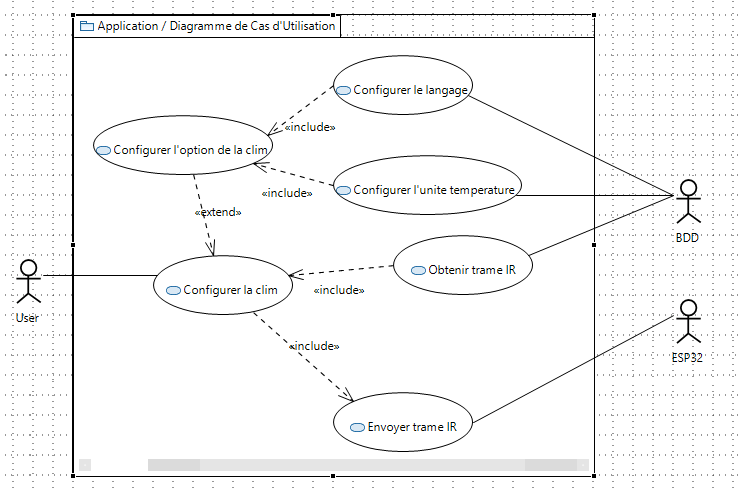 Application / Diagramme de Cas d'Utilisation
Configurer le langage
«include»
Configurer l'option de la clim
Configurer l'unite temperature
«include»
«extend»
BDD
Obtenir trame IR
Configurer la clim
«include»
User
«include»
ESP32
Envoyer trame IR